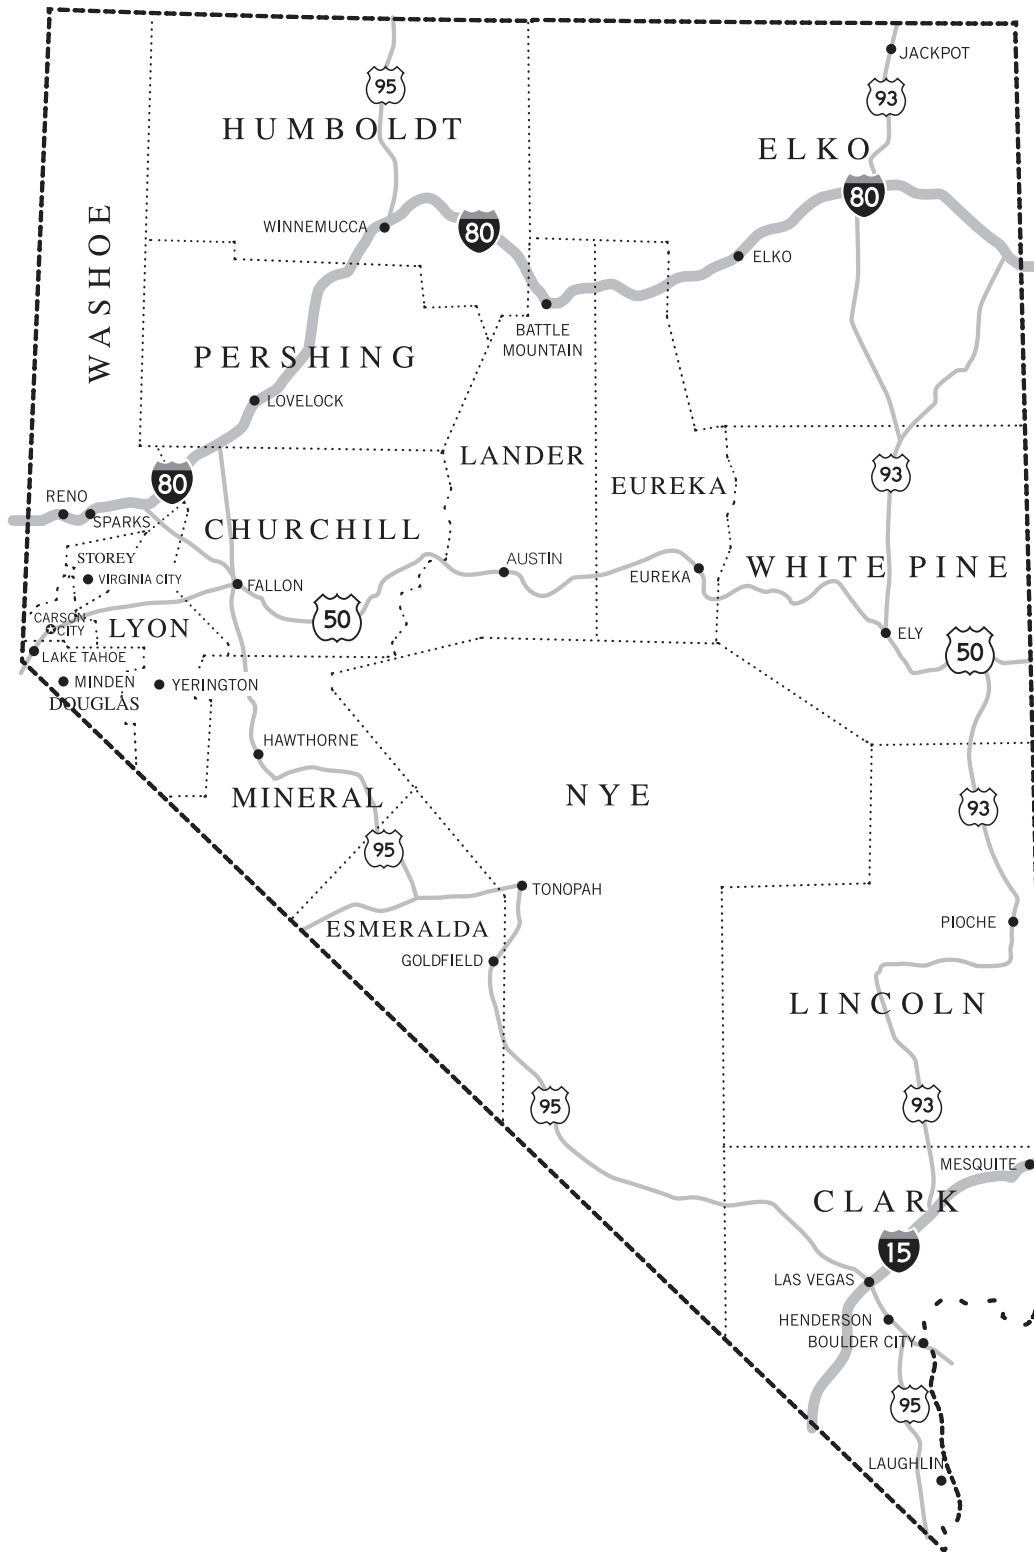 JACKPOT
95
93
HUMBOLDT
ELKO
80
WASHOE
WINNEMUCCA
80
ELKO
BATTLE
MOUNTAIN
PERSHING
LOVELOCK
LANDER
93
80
EUREKA
RENO
SPARKS
CHURCHILL
STOREY
VIRGINIA CITY
FALLON
AUSTIN
EUREKA
WHITE PINE
50
CARSON
CITY
LYON
ELY
50
LAKE TAHOE
MINDEN
YERINGTON
DOUGLAS
HAWTHORNE
MINERAL
NYE
93
95
TONOPAH
PIOCHE
ESMERALDA
GOLDFIELD
LINCOLN
95
93
MESQUITE
CLARK
15
LAS VEGAS
HENDERSON
BOULDER CITY
95
LAUGHLIN